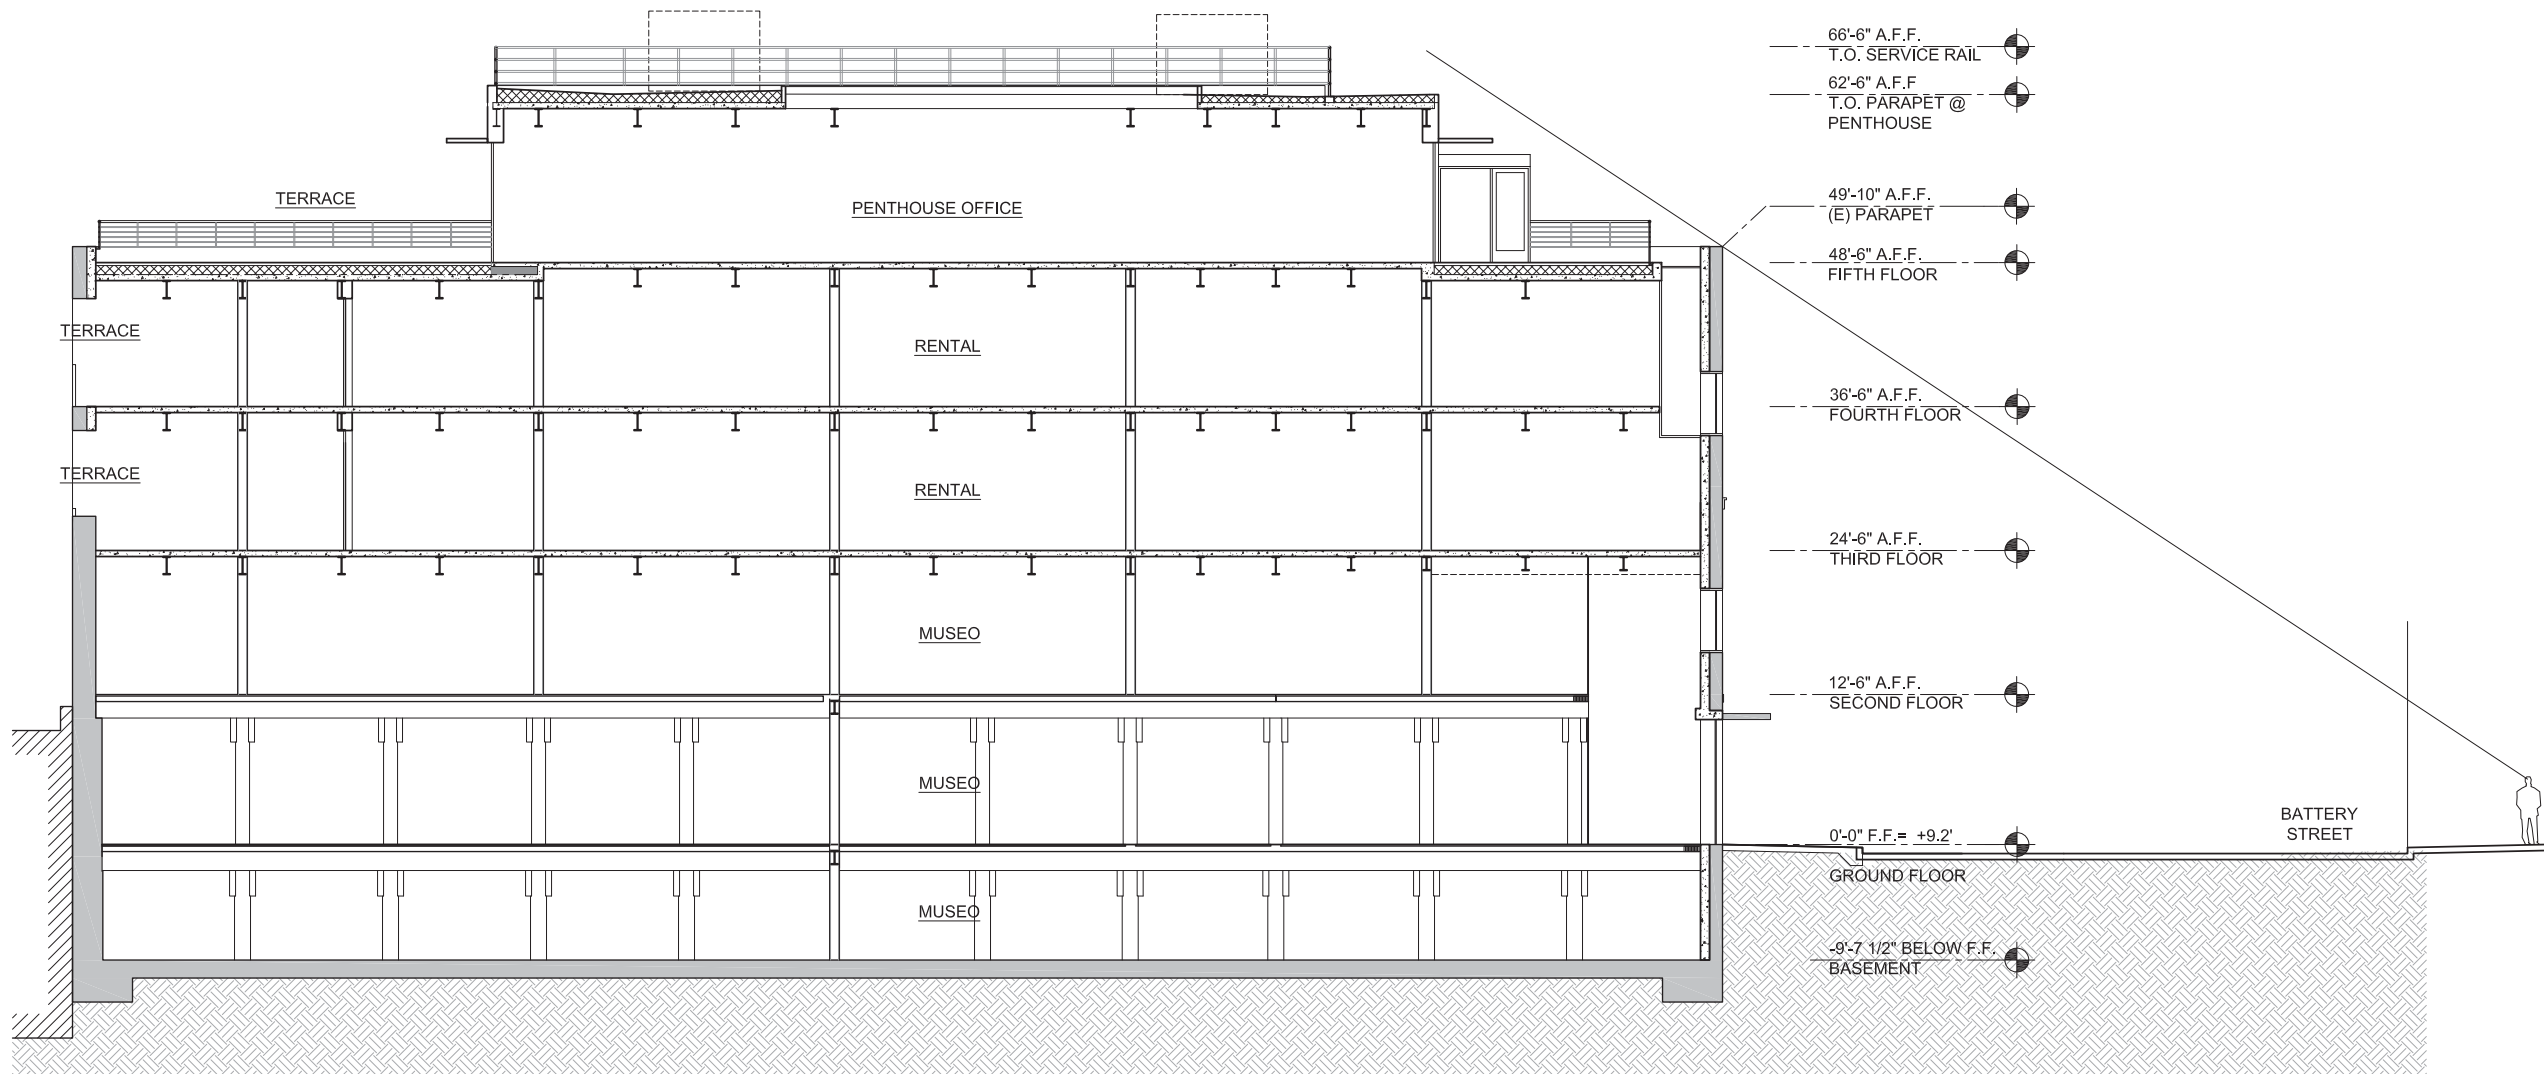 66'-6" A.F.F.
T.O. SERVICE RAIL
62'-6" A.F.F
T.O. PARAPET @
PENTHOUSE
TERRACE
PENTHOUSE OFFICE
49'-10" A.F.F.
(E) PARAPET
48'-6" A.F.F.
FIFTH FLOOR
TERRACE
RENTAL
36'-6" A.F.F.
FOURTH FLOOR
TERRACE
RENTAL
24'-6" A.F.F.
THIRD FLOOR
MUSEO
12'-6" A.F.F.
SECOND FLOOR
MUSEO
BATTERY
STREET
0'-0" F.F.= +9.2'
GROUND FLOOR
MUSEO
-9'-7 1/2" BELOW F.F.
BASEMENT